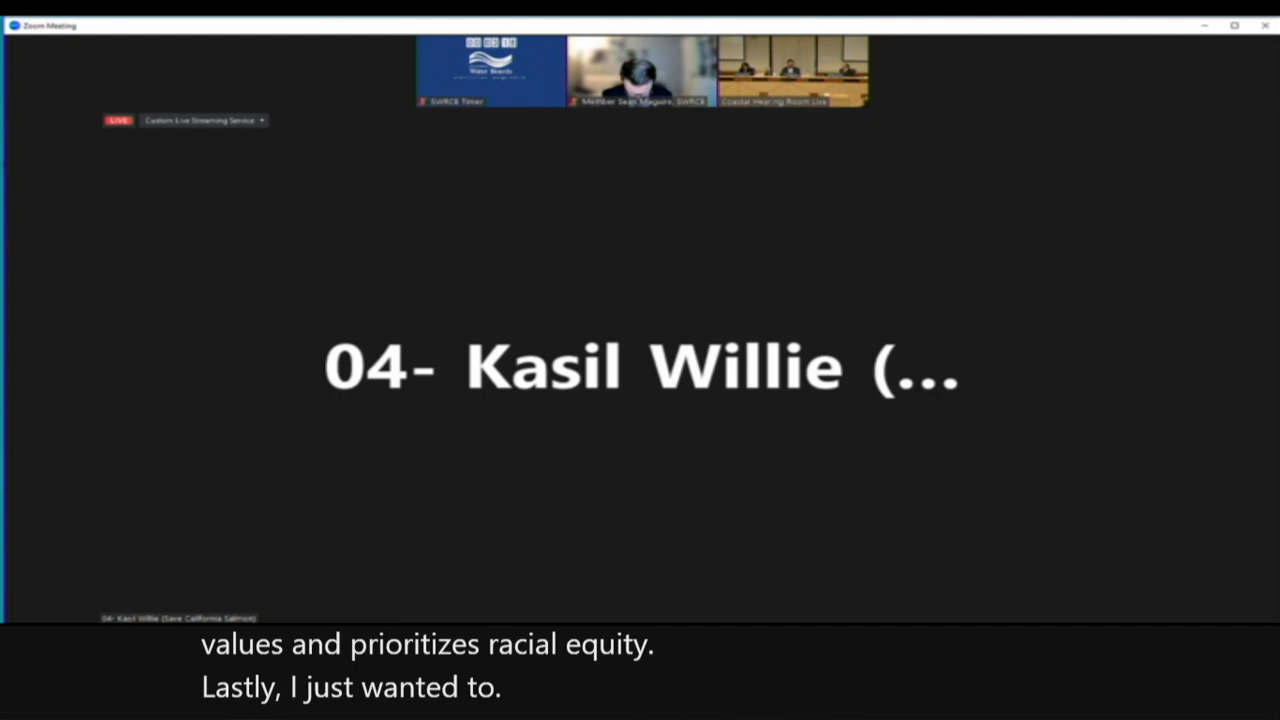 Zoom Meeting
Water Boards
SWRCB Timer
Member Sean Maguire, SWRCB
Coastal Hearing Room Live
LIVE
Custom Live Streaming Service
04- Kasil Willie (...
04- Kasil Willie (Save California Salmon)
values and prioritizes racial equity.
Lastly, I just wanted to.